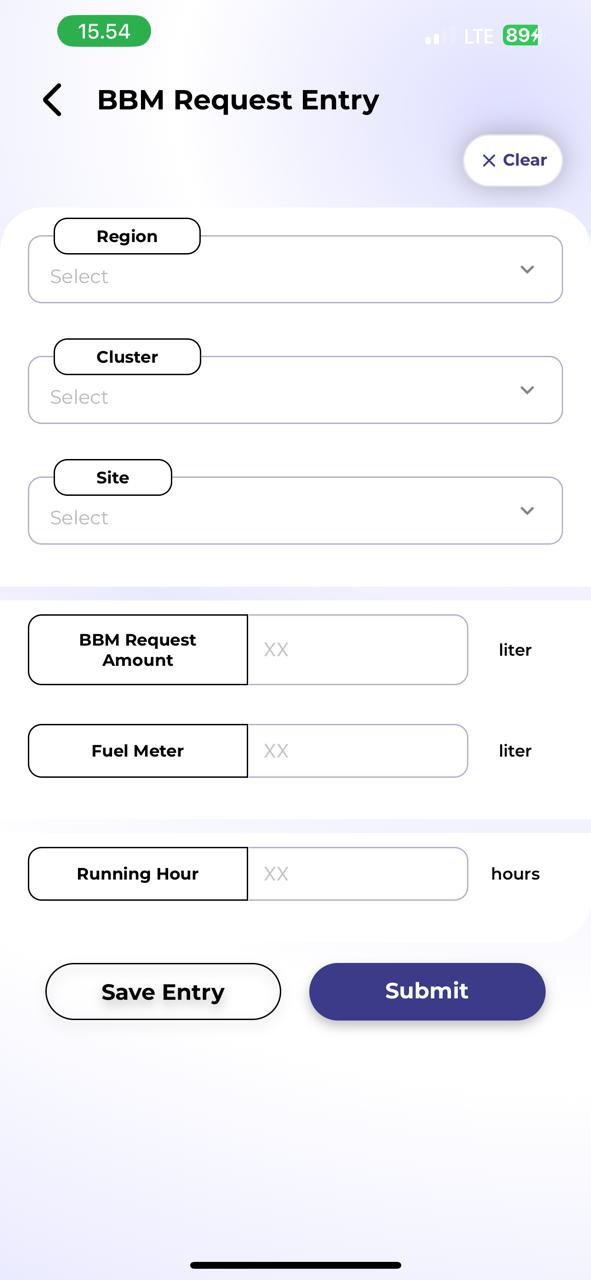 15.54
LTE 89
BBM Request Entry
Clear
Region
Select
Cluster
Select
Site
Select
BBM Request
Amount
XX
liter
Fuel Meter
XX
liter
Running Hour
XX
hours
Save Entry
Submit